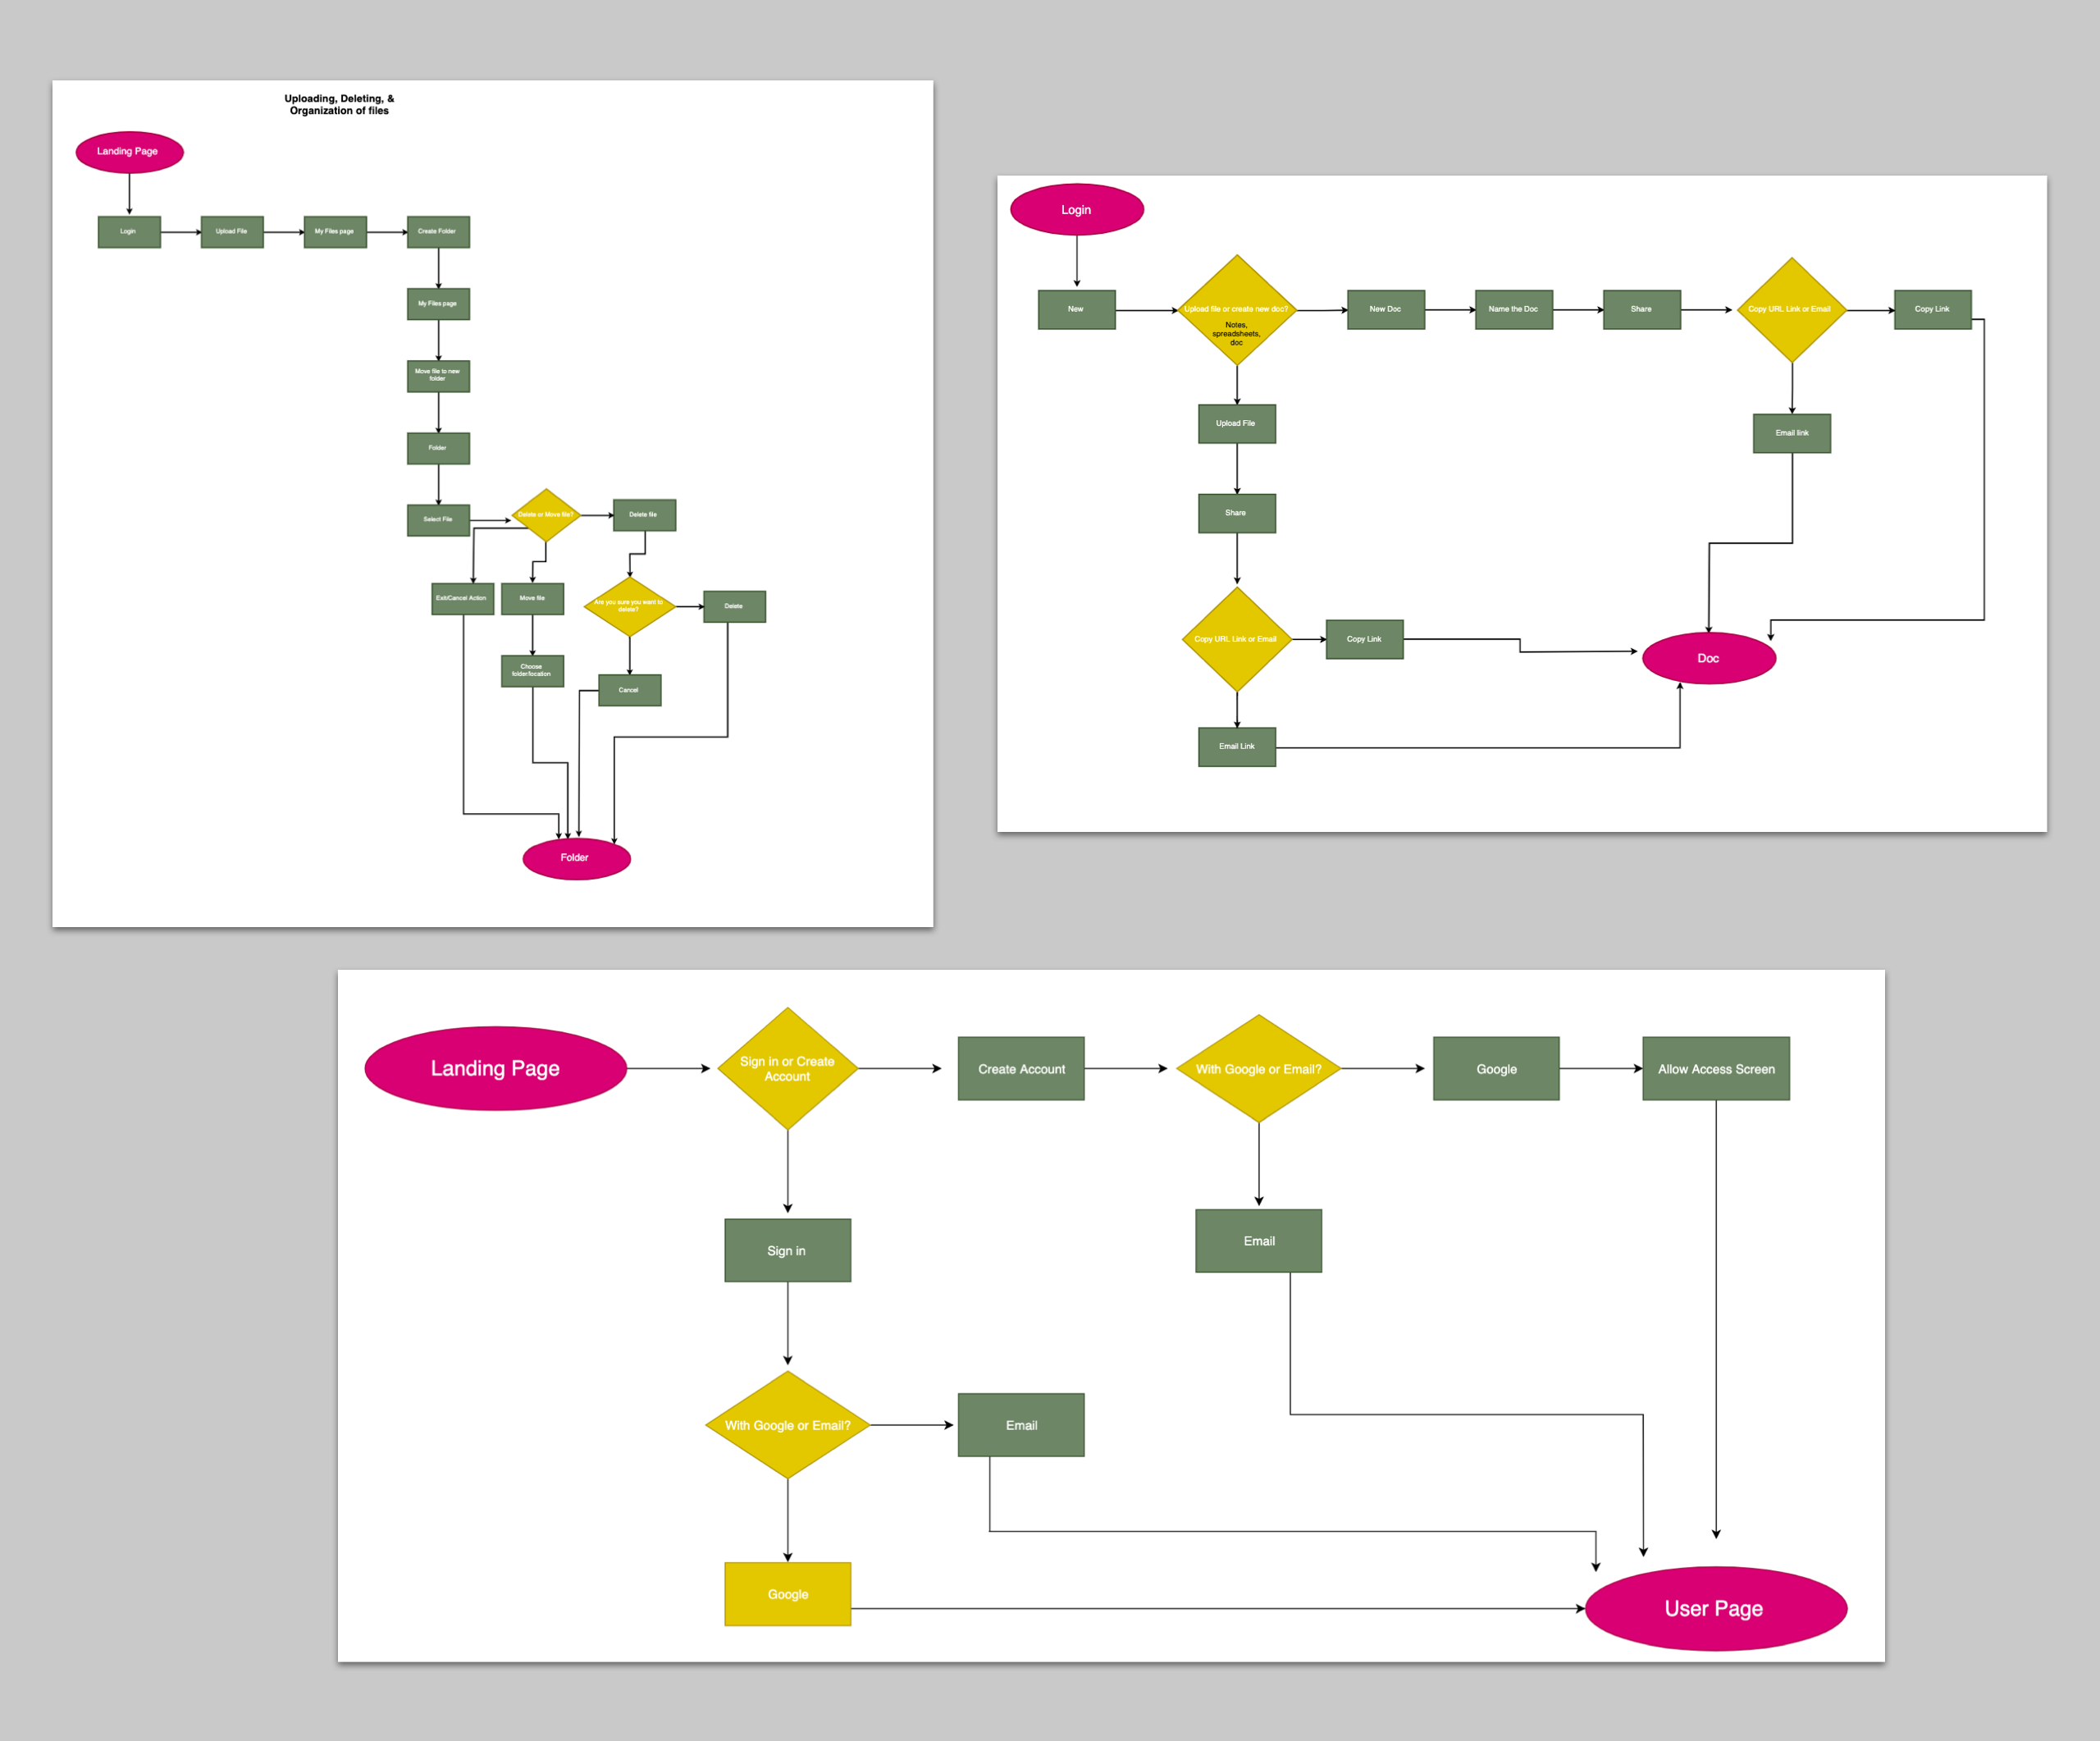 Uploading, Deleting, &
Organization of files
Landing Page
Login
Upload File
My Files page
Create Folder
My Files page
Move file to new
folder
Folder
Select File
Delete or Move file?
Delete file
Exit/Cancel Action
Move file
Are you sure you want to
delete?
Delete
Choose
folder/location
Cancel
Folder
Login
New
Upload file or create new doc?
Notes,
spreadsheets,
doc
New Doc
Name the Doc
Share
Copy URL Link or Email
Copy Link
Upload File
Email link
Share
Copy URL Link or Email
Copy Link
Doc
Email Link
Landing Page
Sign in or Create
Account
Create Account
With Google or Email?
Google
Allow Access Screen
Sign in
Email
With Google or Email?
Email
Google
User Page